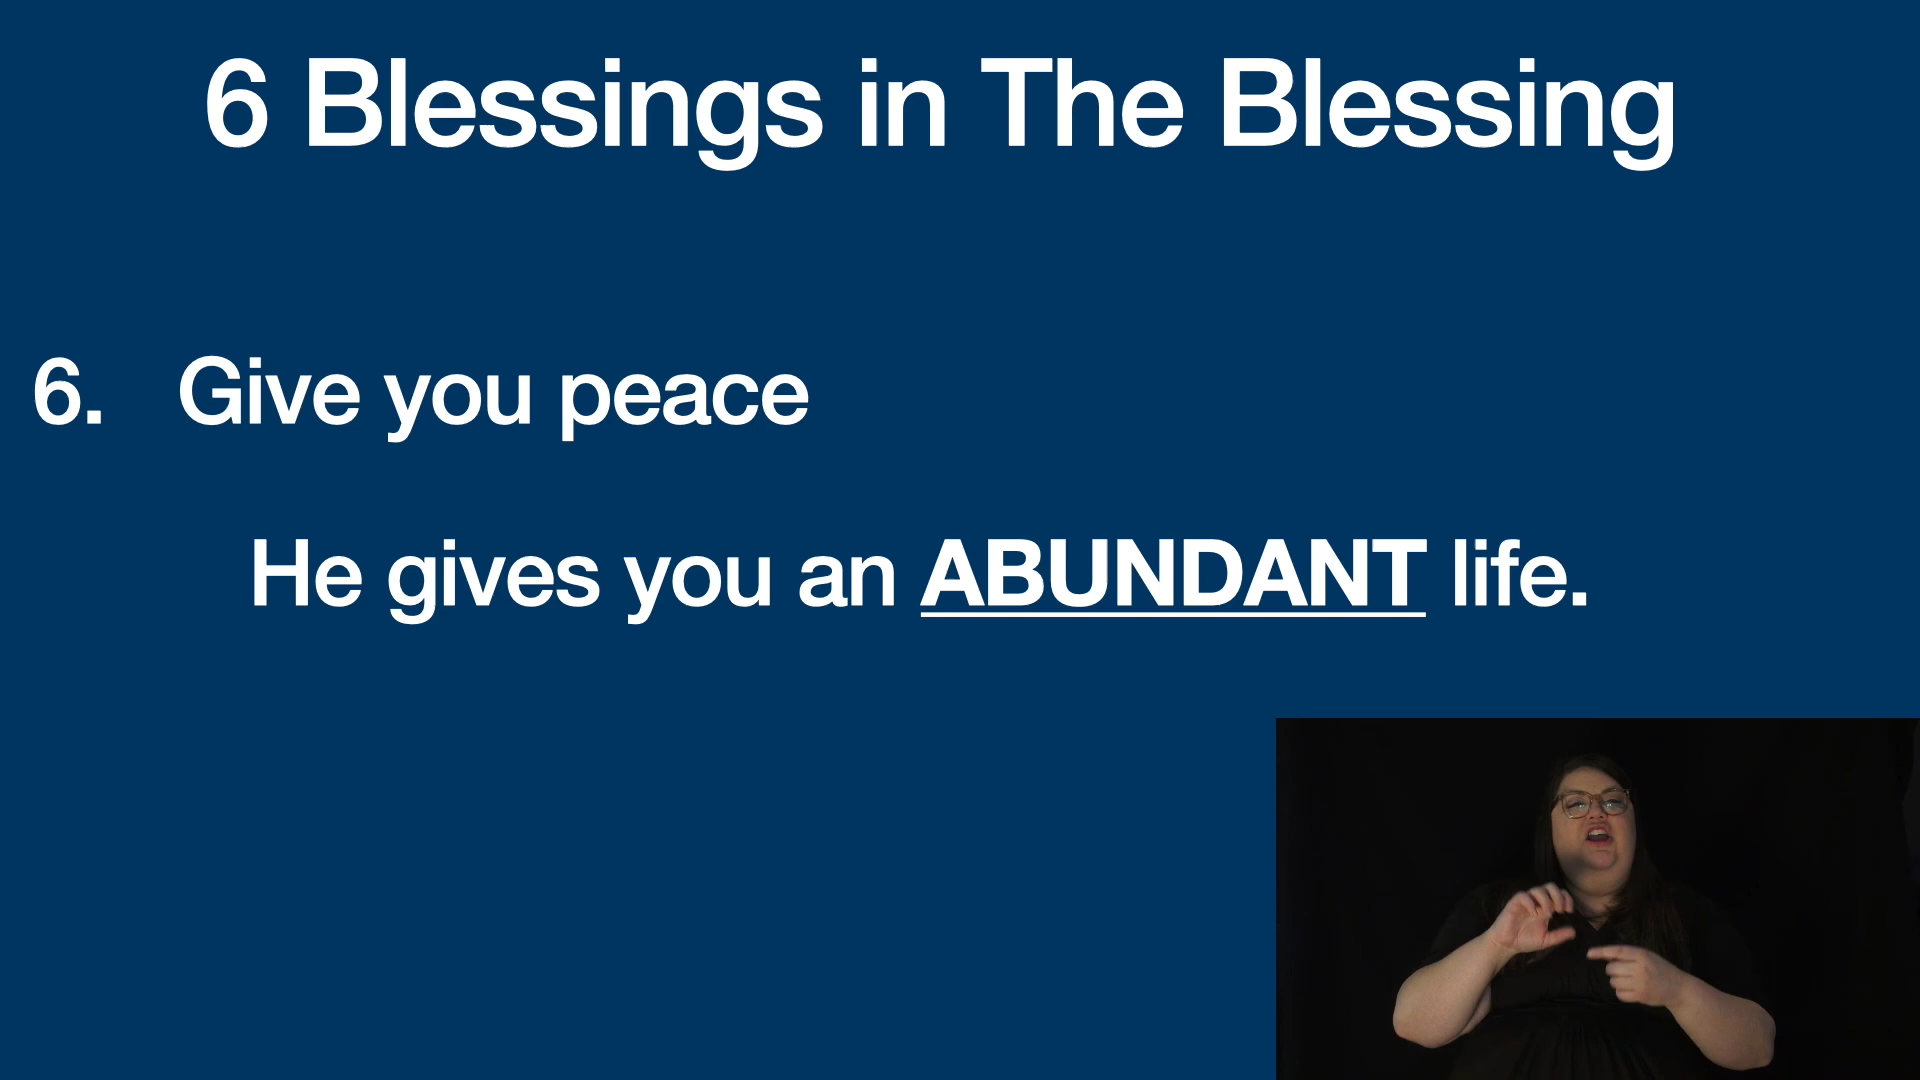 6 Blessings in The Blessing
6. Give you peace
He gives you an ABUNDANT life.